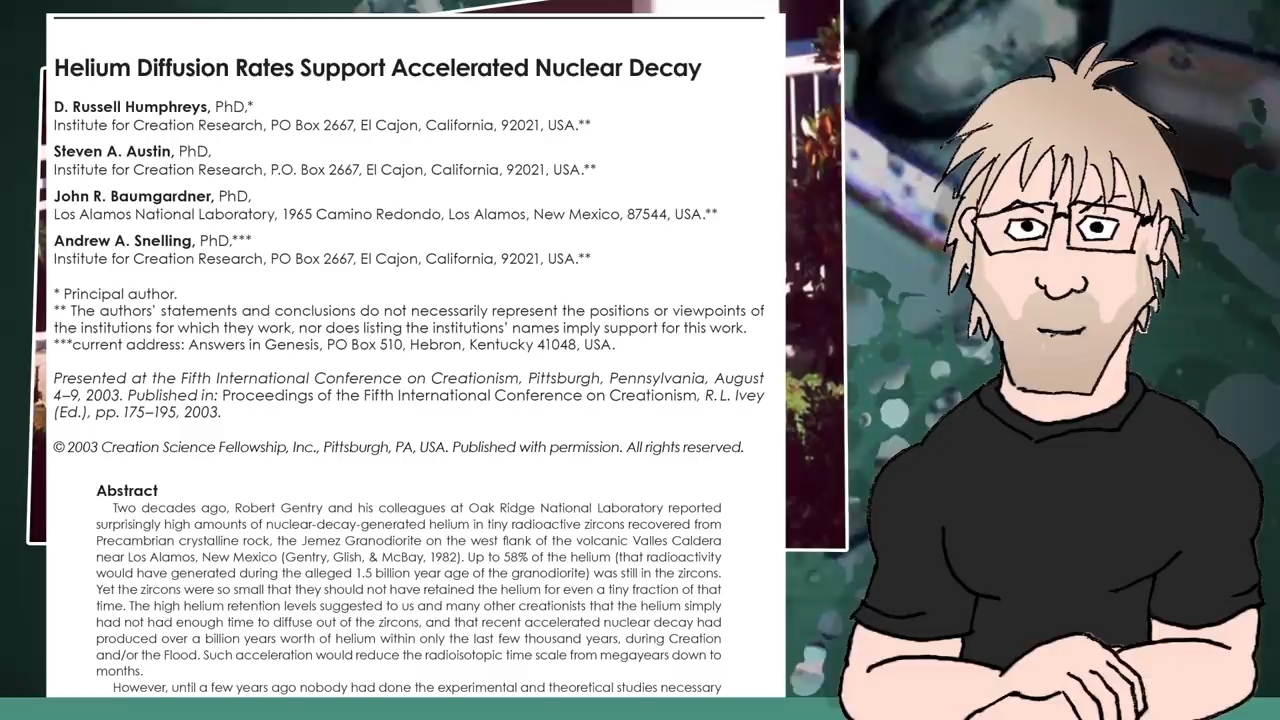 Helium Diffusion Rates Support Accelerated Nuclear Decay
D. Russell Humphreys, PhD,*
Institute for Creation Research, PO Box 2667, El Cajon, California, 92021, USA.**
Steven A. Austin, PhD,
Institute for Creation Research, P.O. Box 2667, El Cajon, California, 92021, USA.**
John R. Baumgardner, PhD,
Los Alamos National Laboratory, 1965 Camino Redondo, Los Alamos, New Mexico, 87544, USA.**
Andrew A. Snelling, PhD,***
Institute for Creation Research, PO Box 2667, El Cajon, California, 92021, USA.**
* Principal author.
** The authors' statements and conclusions do not necessarily represent the positions or viewpoints of
the institutions for which they work, nor does listing the institutions' names imply support for this work.
***current address: Answers in Genesis, PO Box 510, Hebron, Kentucky 41048, USA.
Presented at the Fifth International Conference on Creationism, Pittsburgh, Pennsylvania, August
4–9, 2003. Published in: Proceedings of the Fifth International Conference on Creationism, R. L. Ivey
(Ed.), pp. 175–195, 2003.
© 2003 Creation Science Fellowship, Inc., Pittsburgh, PA, USA. Published with permission. All rights reserved.
Abstract
Two decades ago, Robert Gentry and his colleagues at Oak Ridge National Laboratory reported
surprisingly high amounts of nuclear-decay-generated helium in tiny radioactive zircons recovered from
Precambrian crystalline rock, the Jemez Granodiorite on the west flank of the volcanic Valles Caldera
near Los Alamos, New Mexico (Gentry, Glish, & McBay, 1982). Up to 58% of the helium (that radioactivity
would have generated during the alleged 1.5 billion year age of the granodiorite) was still in the zircons.
Yet the zircons were so small that they should not have retained the helium for even a tiny fraction of that
time. The high helium retention levels suggested to us and many other creationists that the helium simply
had not had enough time to diffuse out of the zircons, and that recent accelerated nuclear decay had
produced over a billion years worth of helium within only the last few thousand years, during Creation
and/or the Flood. Such acceleration would reduce the radioisotopic time scale from megayears down to
months.
However, until a few years ago nobody had done the experimental and theoretical studies necessary